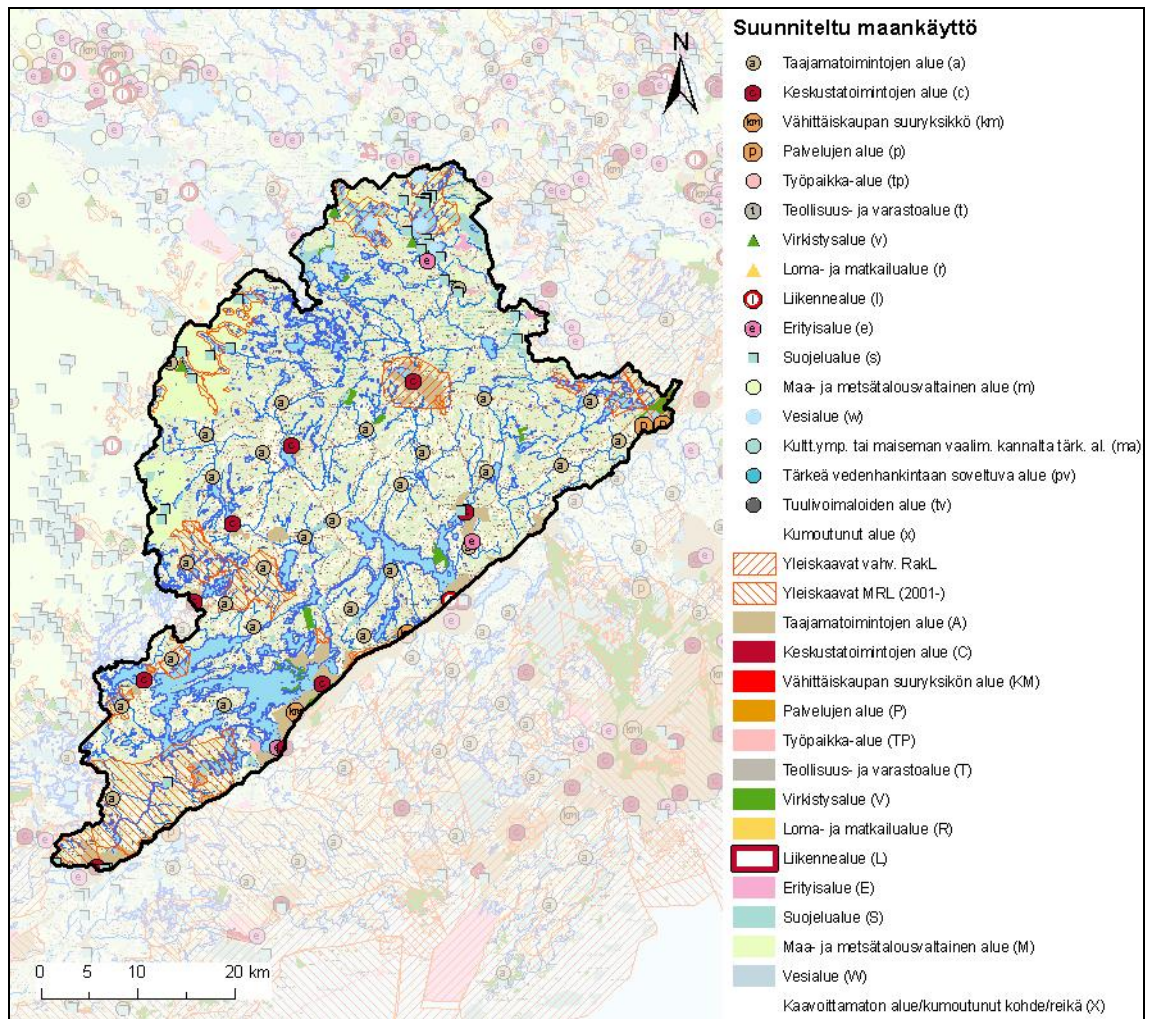 Suunniteltu maankäyttö
N
Taajamatoimintojen alue (a)
Keskustatoimintojen alue (c)
Vähittäiskaupan suuryksikkö (km)
Palvelujen alue (p)
Työpaikka-alue (tp)
Teollisuus- ja varastoalue (t)
Virkistysalue (v)
Loma- ja matkailualue (r)
Liikennealue (l)
Erityisalue (e)
Suojelualue (s)
Maa- ja metsätalousvaltainen alue (m)
Vesialue (w)
Kultt.ymp. tai maiseman vaalim. kannalta tärk. al. (ma)
Tärkeä vedenhankintaan soveltuva alue (pv)
Tuulivoimaloiden alue (tv)
Kumoutunut alue (x)
Yleiskaavat vahv. RakL
Yleiskaavat MRL (2001-)
Taajamatoimintojen alue (A)
Keskustatoimintojen alue (C)
Vähittäiskaupan suuryksikön alue (KM)
Palvelujen alue (P)
Työpaikka-alue (TP)
Teollisuus- ja varastoalue (T)
Virkistysalue (V)
Loma- ja matkailualue (R)
Liikennealue (L)
Erityisalue (E)
Suojelualue (S)
Maa- ja metsätalousvaltainen alue (M)
Vesialue (W)
Kaavoittamaton alue/kumoutunut kohde/reikä (X)
0 5 10 20 km